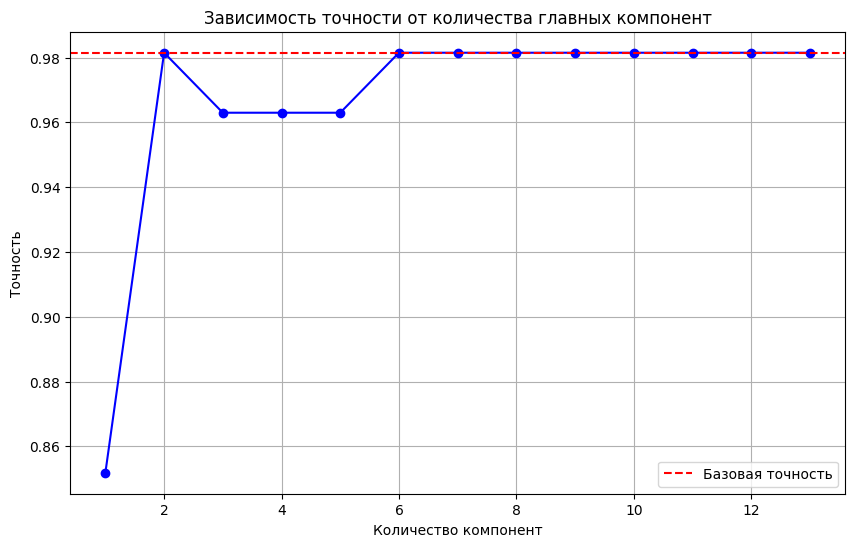 Зависимость точности от количества главных компонент
0.98
0.96
0.94
0.92
0.90
0.88
0.86
Точность
2 4 6 8 10 12
Количество компонент
Базовая точность